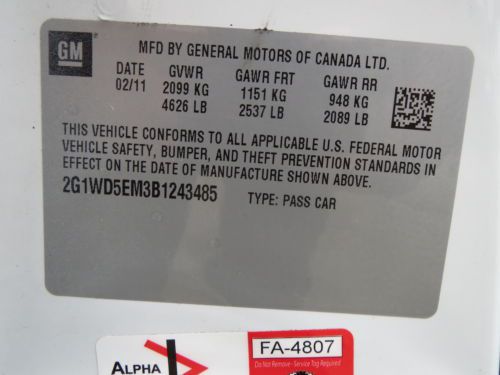 GM
MFD BY GENERAL MOTORS OF CANADA LTD.
DATE GVWR GAWR FRT GAWR RR
02/11 2099 KG 1151 KG 948 KG
4626 LB 2537 LB 2089 LB
THIS VEHICLE CONFORMS TO ALL APPLICABLE U.S. FEDERAL MOTOR
VEHICLE SAFETY, BUMPER, AND THEFT PREVENTION STANDARDS IN
EFFECT ON THE DATE OF MANUFACTURE SHOWN ABOVE.
2G1WD5EM3B1243485 TYPE: PASS CAR
ALPHA
FA-4807
Do Not Remove - Service Tag Required